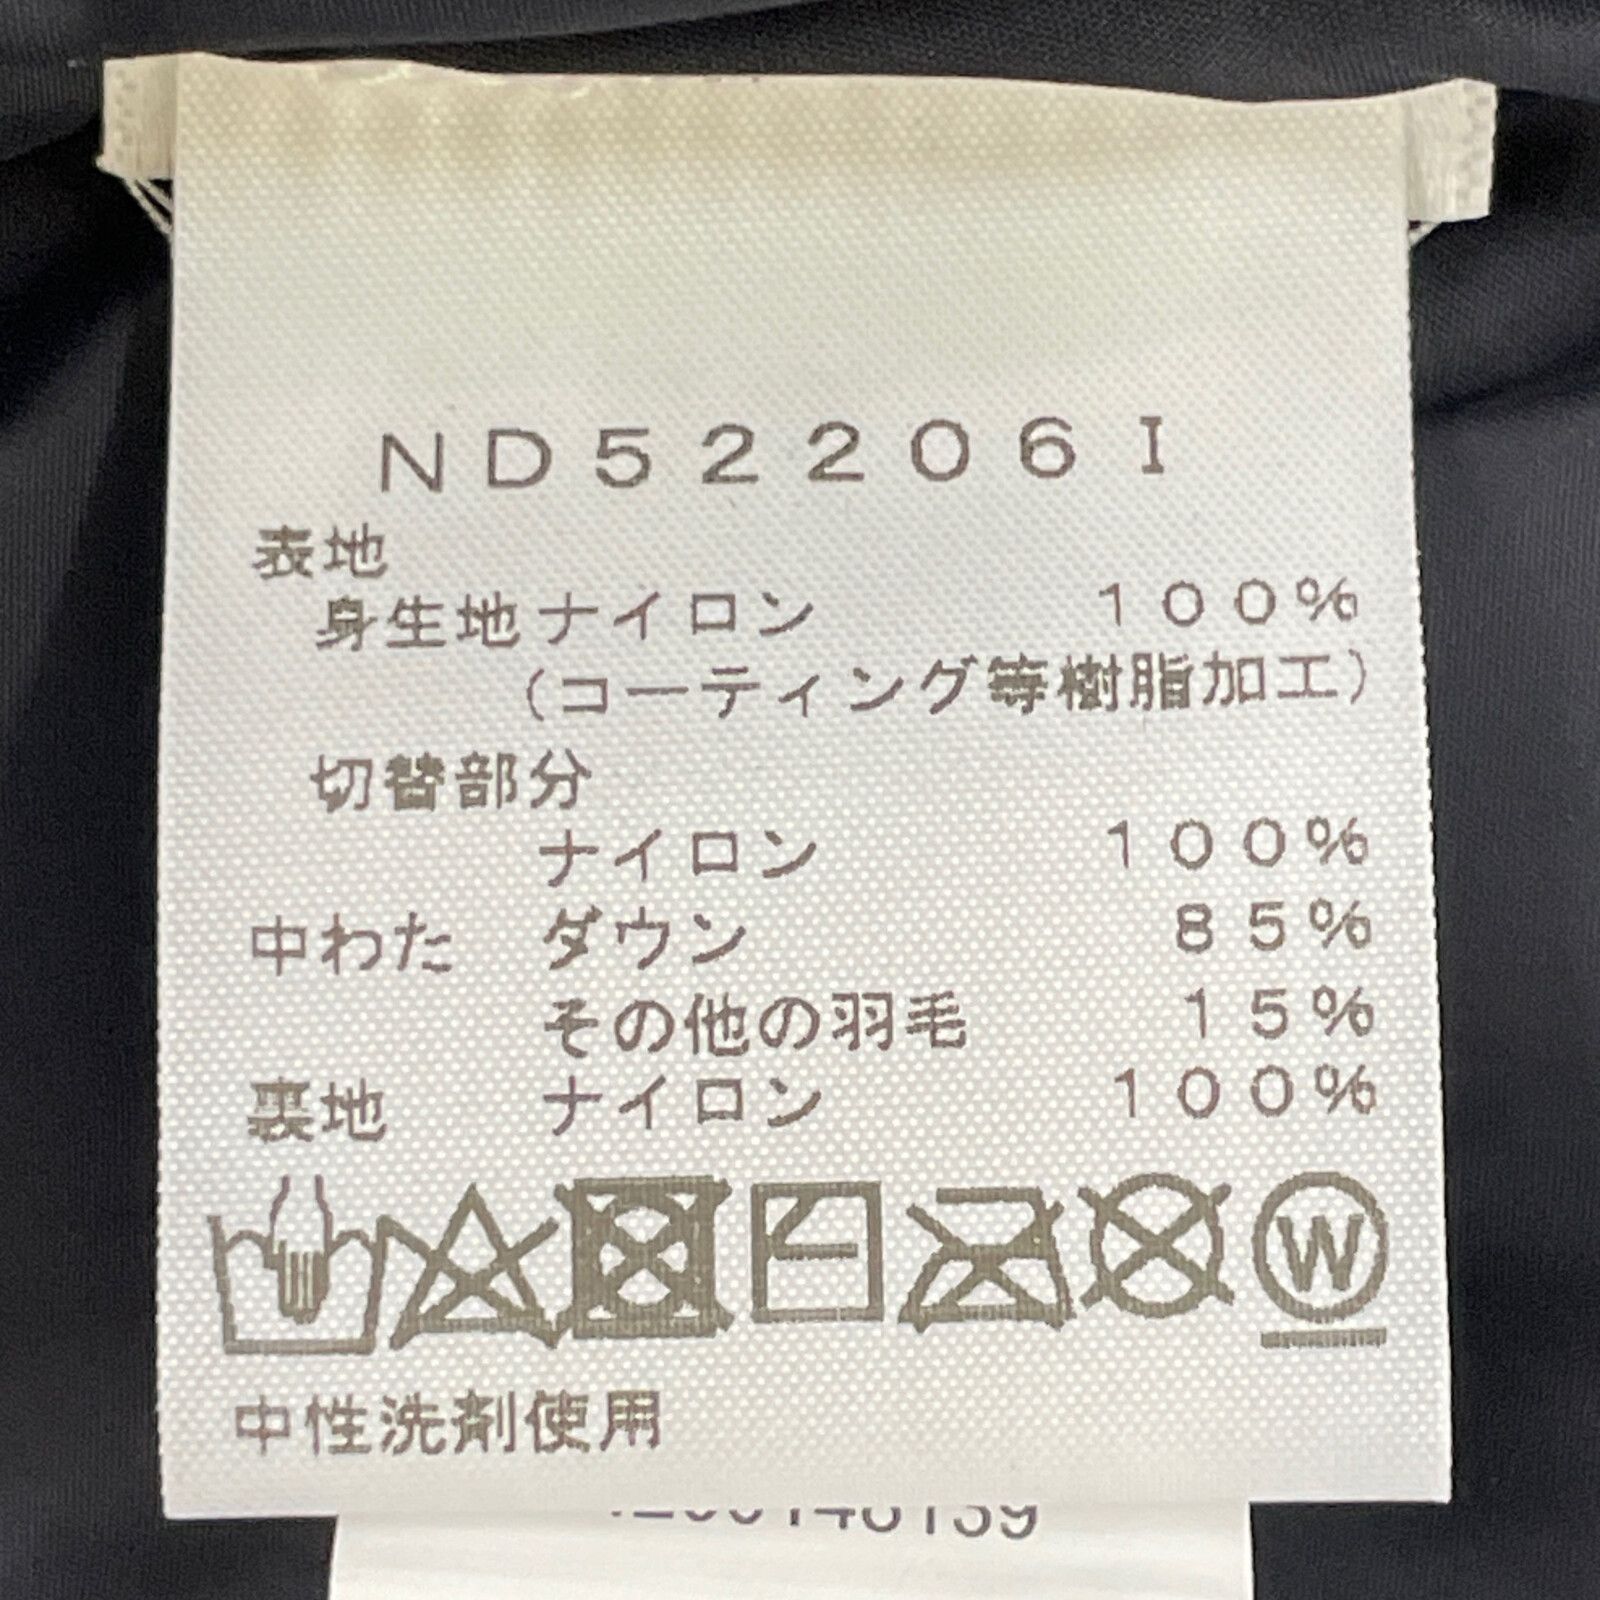 ND52206I
表地
身生地ナイロン 100%
(コーティング等樹脂加工)
切替部分
ナイロン 100%
中わた ダウン 85%
その他の羽毛 15%
裏地 ナイロン 100%
W
中性洗剤使用